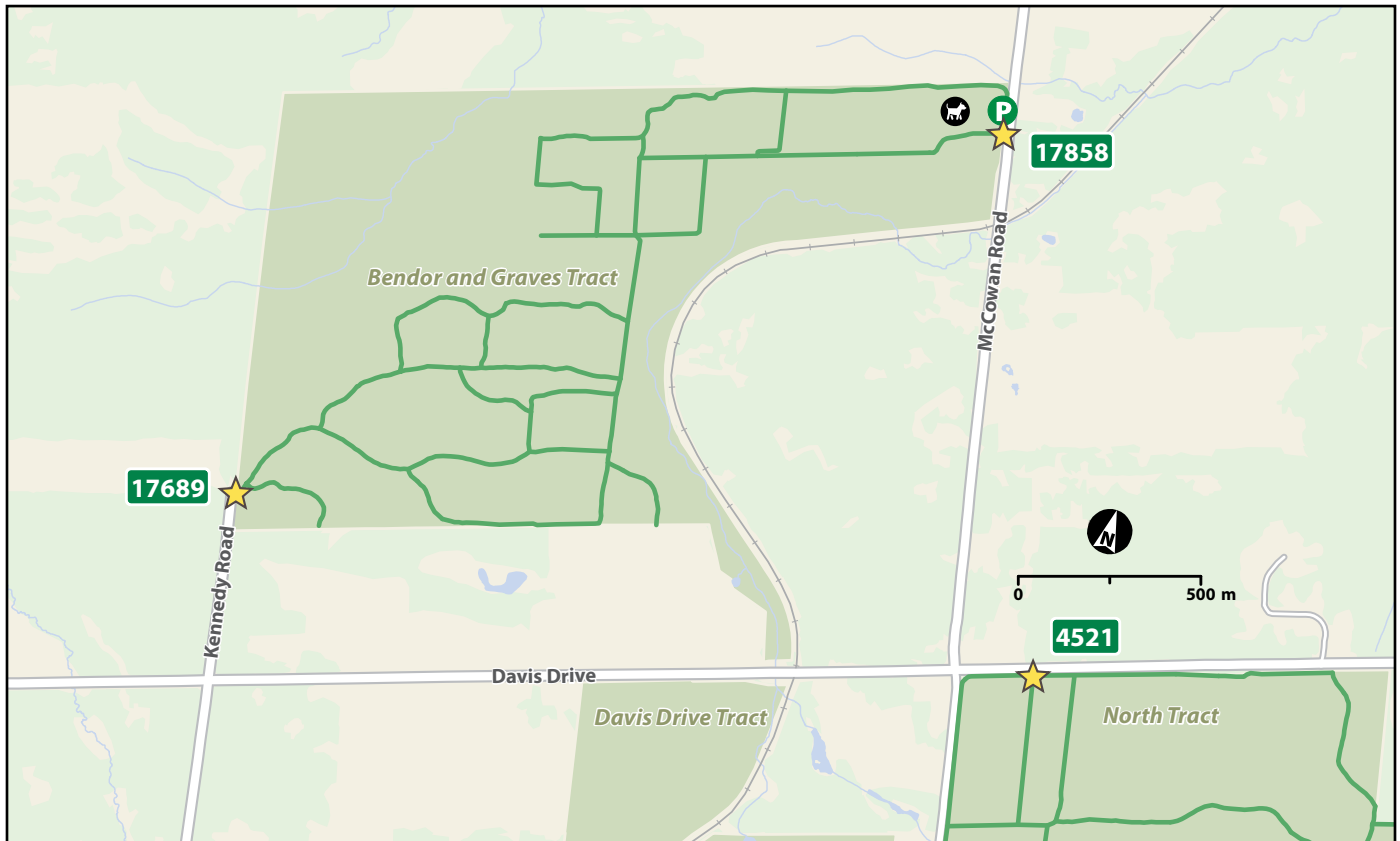 P
17858
McCowan Road
Bendor and Graves Tract
17689
Kennedy Road
N
0 500 m
4521
Davis Drive
Davis Drive Tract
North Tract